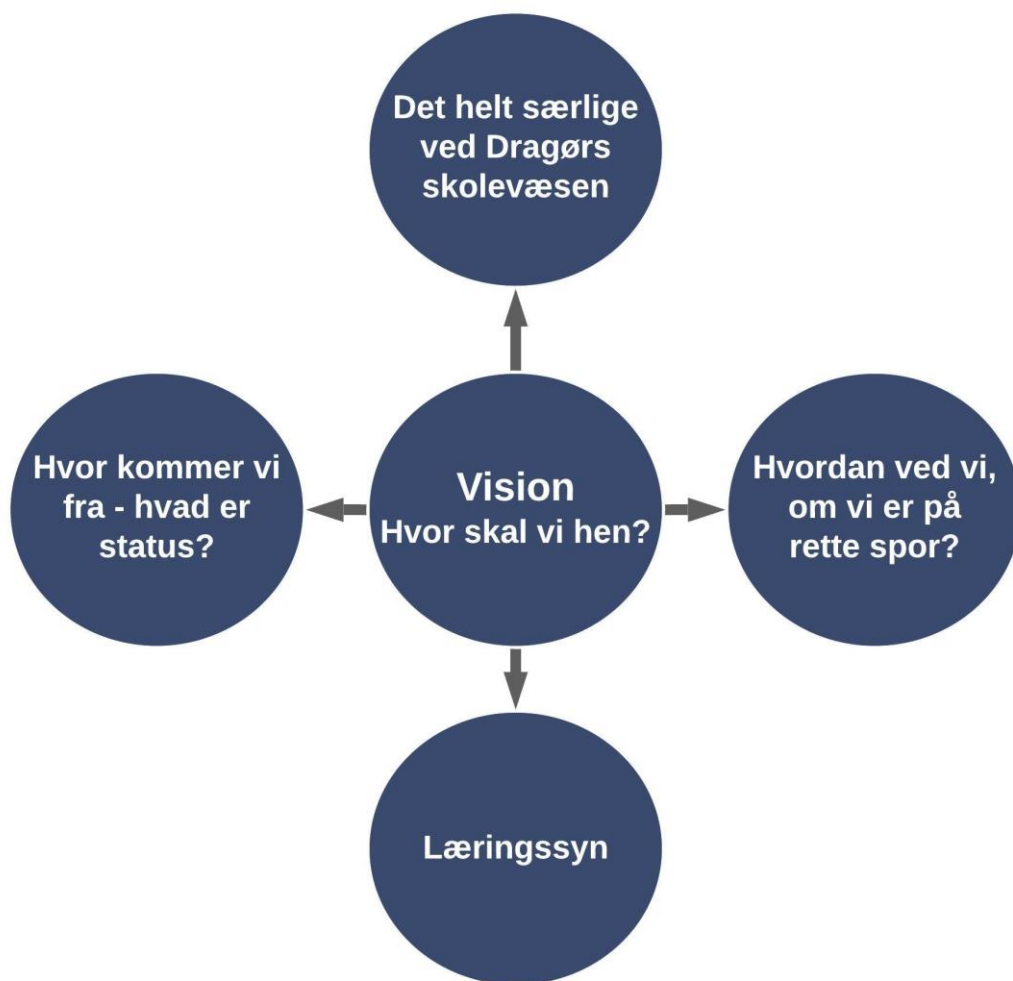 Det helt særlige
ved Dragørs
skolevæsen
Hvor kommer vi
fra - hvad er
status?
Vision
Hvor skal vi hen?
Hvordan ved vi,
om vi er på
rette spor?
Læringssyn